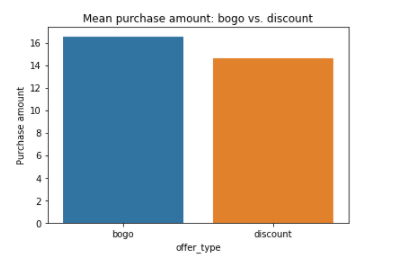 Mean purchase amount: bogo vs. discount
Purchase amount
16
14
12
10
8
6
4
2
0
bogo discount
offer_type